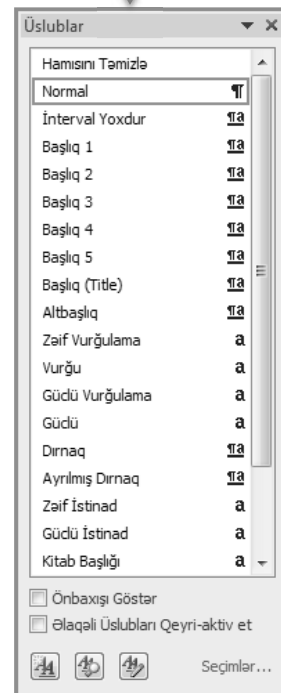 Üslublar
Hamısını Təmizlə
Normal ¶
İnterval Yoxdur ¶a
Başlıq 1 ¶a
Başlıq 2 ¶a
Başlıq 3 ¶a
Başlıq 4 ¶a
Başlıq 5 ¶a
Başlıq (Title) ¶a
Altbaşlıq ¶a
Zəif Vurğulama a
Vurğu a
Güclü Vurğulama a
Güclü a
Dırnaq ¶a
Ayrılmış Dırnaq ¶a
Zəif İstinad a
Güclü İstinad a
Kitab Başlığı a
Önbaxışı Göstər
Əlaqəli Üslubları Qeyri-aktiv et
Seçimlər...